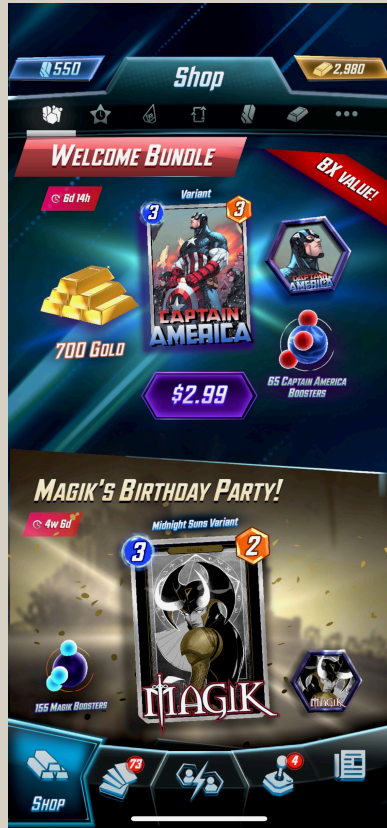 550
Shop
2,980
WELCOME BUNDLE
8X VALUE!
6d 14h
Variant
3
3
CAPTAIN
AMERICA
CAPTAIN
AMERICA
700 GOLD
65 CAPTAIN AMERICA
BOOSTERS
$2.99
MAGIK'S BIRTHDAY PARTY!
4w 6d
Midnight Suns Variant
3
2
MAGIK
155 MAGIK BOOSTERS
MAGIK
73
4
SHOP